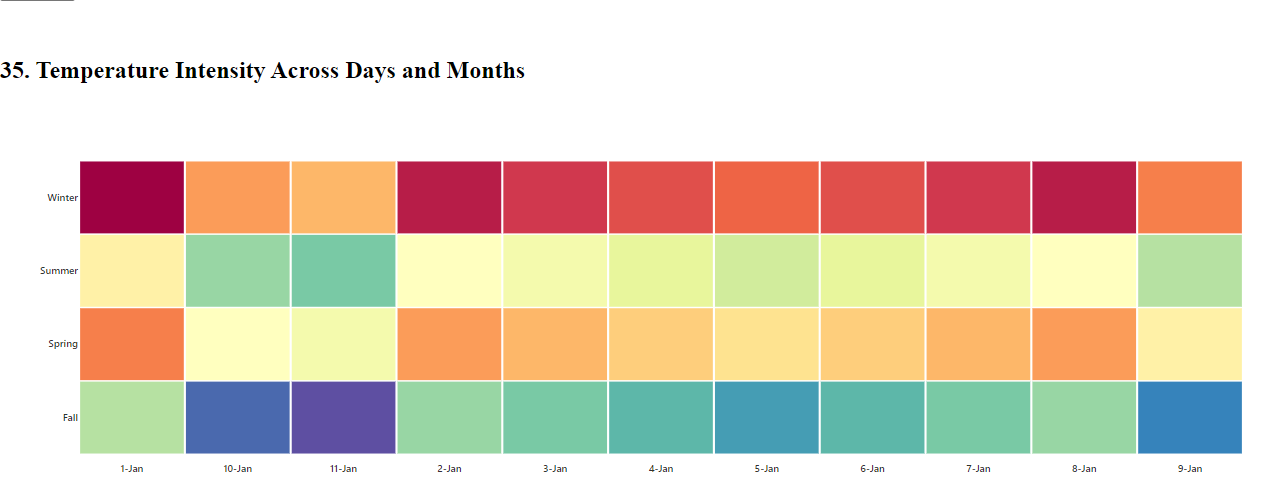 35. Temperature Intensity Across Days and Months
Winter
Summer
Spring
Fall
1-Jan 10-Jan 11-Jan 2-Jan 3-Jan 4-Jan 5-Jan 6-Jan 7-Jan 8-Jan 9-Jan